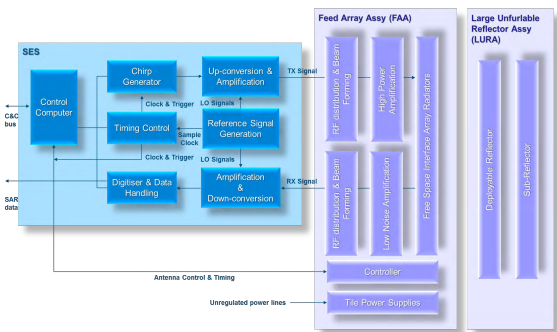 Feed Array Assy (FAA)
Large Unfurlable
Reflector Assy
(LURA)
SES
Chirp
Generator
Up-conversion &
Amplification
TX Signal
RF distribution & Beam
Forming
High Power
Amplification
Free Space Interface Array Radiators
Deployable Reflector
Sub-Reflector
Control
Computer
C&C
bus
Clock & Trigger
LO Signals
Timing Control
Sample
Clock
Reference Signal
Generation
Clock & Trigger
LO Signals
Digitiser & Data
Handling
Amplification
&
Down-conversion
RX Signal
RF distribution & Beam
Forming
Low Noise Amplification
SAR
data
Controller
Antenna Control & Timing
Unregulated power lines
Tile Power Supplies